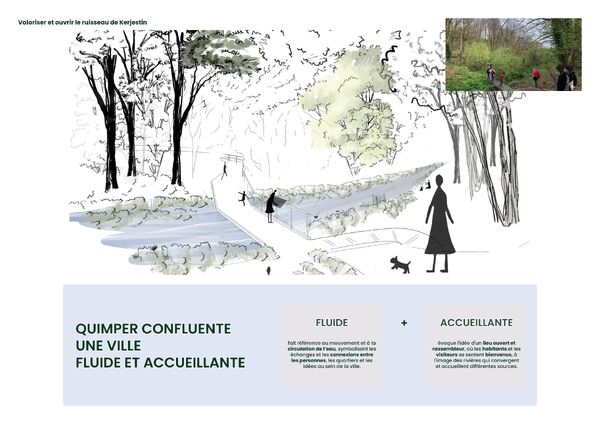 Valoriser et ouvrir le ruisseau de Kerjestin
QUIMPER CONFLUENTE
UNE VILLE
FLUIDE ET ACCUEILLANTE
FLUIDE
fait référence au mouvement et à la
circulation de l'eau, symbolisant les
échanges et les connexions entre
les personnes, les quartiers et les
idées au sein de la ville.
+
ACCUEILLANTE
évoque l'idée d'un lieu ouvert et
rassembleur, où les habitants et les
visiteurs se sentent bienvenus, à
l'image des rivières qui convergent
et accueillent différentes sources.